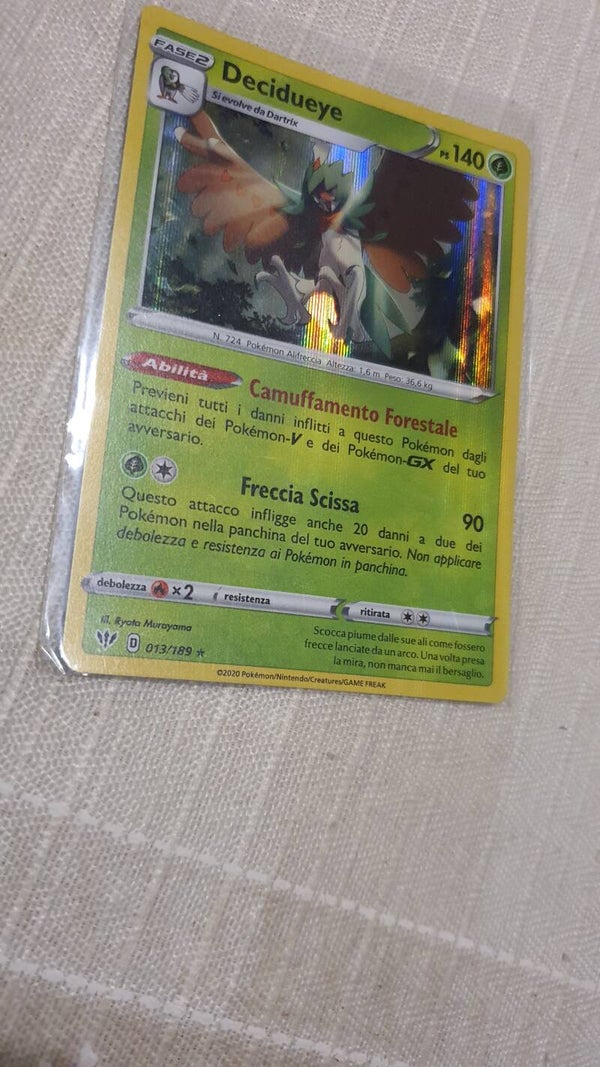 FASE2
Decidueye
Si evolve da Dartrix
PS 140
N. 724 Pokémon Alifreccia Altezza: 1,6 m Peso: 36,6 kg
Abilità
Camuffamento Forestale
Previeni tutti i danni inflitti a questo Pokémon dagli
attacchi dei Pokémon-V e dei Pokémon-GX del tuo
avversario.
Freccia Scissa
90
Questo attacco infligge anche 20 danni a due dei
Pokémon nella panchina del tuo avversario. Non applicare
debolezza e resistenza ai Pokémon in panchina.
debolezza ×2
resistenza
ritirata
Ill. Ryota Murayama
D 013/189 ★
Scocca piume dalle sue ali come fossero
frecce lanciate da un arco. Una volta presa
la mira, non manca mai il bersaglio.
©2020 Pokémon/Nintendo/Creatures/GAME FREAK